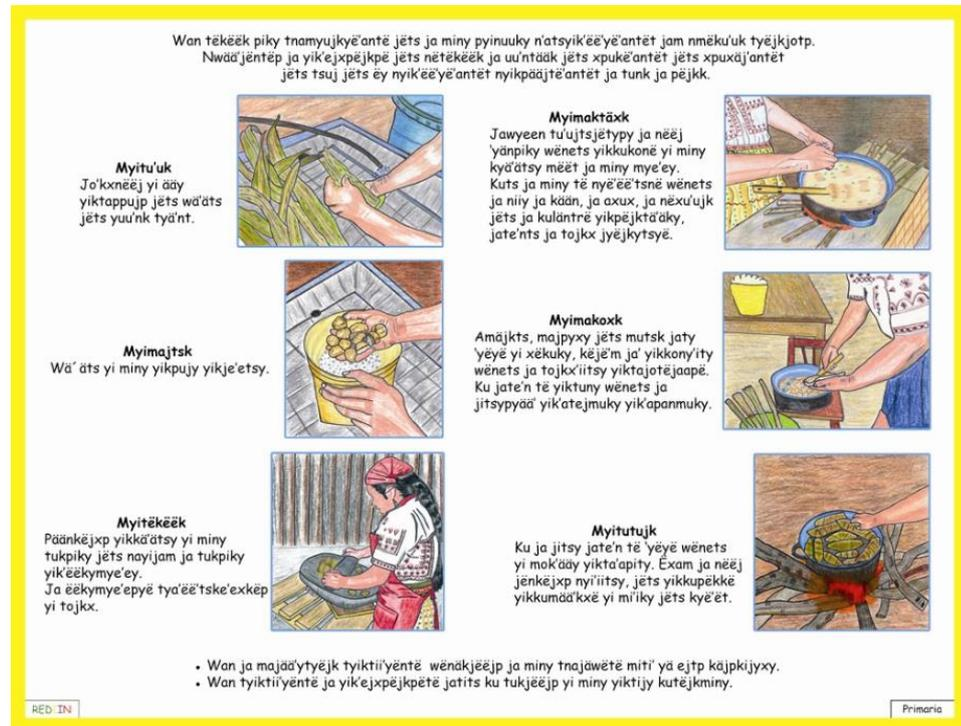 Wan tëkëëk piky tnamyujkyë'antë jëts ja miny pyinuuky n'atsyik'ëë'yë'antët jam nmëku'uk tyëjkjotp.
Nwää'jëntëp ja yik'ejxpëjkpë jëts nëtëkëëk ja uu'ntääk jëts xpukë'antët jëts xpuxäj'antët
jëts tsuj jëts ëy nyik'ëë'yë'antët nyikpääjtë'antët ja tunk ja pëjkk.
Myitu'uk
Jo'kxnëëj yi ääy
yiktappujp jëts wä'äts
jëts yuu'nk tyä'nt.
Myimajtsk
Wä´ äts yi miny yikpujy yikje'etsy.
Myitëkëëk
Päänkëjxp yikkä'ätsy yi miny
tukpiky jëts nayijam ja tukpiky
yik'ëëkymye'ey.
Ja ëëkymye'epyë tya'ëë'tske'exkëp
yi tojkx.
Myimaktäxk
Jawyeen tu'ujtsjëtypy ja nëëj
'yänpiky wënets yikkukonë yi miny
kyä'ätsy mëët ja miny mye'ey.
Kuts ja miny të nyë'ëë'tsnë wënets
ja niiy ja kään, ja axux, ja nëxu'ujk
jëts ja kuläntrë yikpëjktä'äky,
jate'nts ja tojkx jyëjkytsyë.
Myimakoxk
Amäjkts, majpyxy jëts mutsk jaty
'yëyë yi xëkuky, këjë'm ja' yikkony'ity
wënets ja tojkx'iitsy yiktajotëjaapë.
Ku jate'n të yiktuny wënets ja
jitsypyää' yik'atejmuky yik'apanmuky.
Myitutujk
Ku ja jitsy jate'n të 'yëyë wënets
yi mok'ääy yikta'apity. Ëxam ja nëëj
jënkëjxp nyi'iitsy, jëts yikkupëkkë
yikkumää'kxë yi mi'iky jëts kyë'ët.
• Wan ja majää'ytyëjk tyiktii'yëntë wënäkjëëjp ja miny tnajäwëtë miti' yä ejtp käjpkijyxy.
• Wan tyiktii'yëntë ja yik'ejxpëjkpëtë jatits ku tukjëëjp yi miny yiktijy kutëjkminy.
RED IN
Primaria